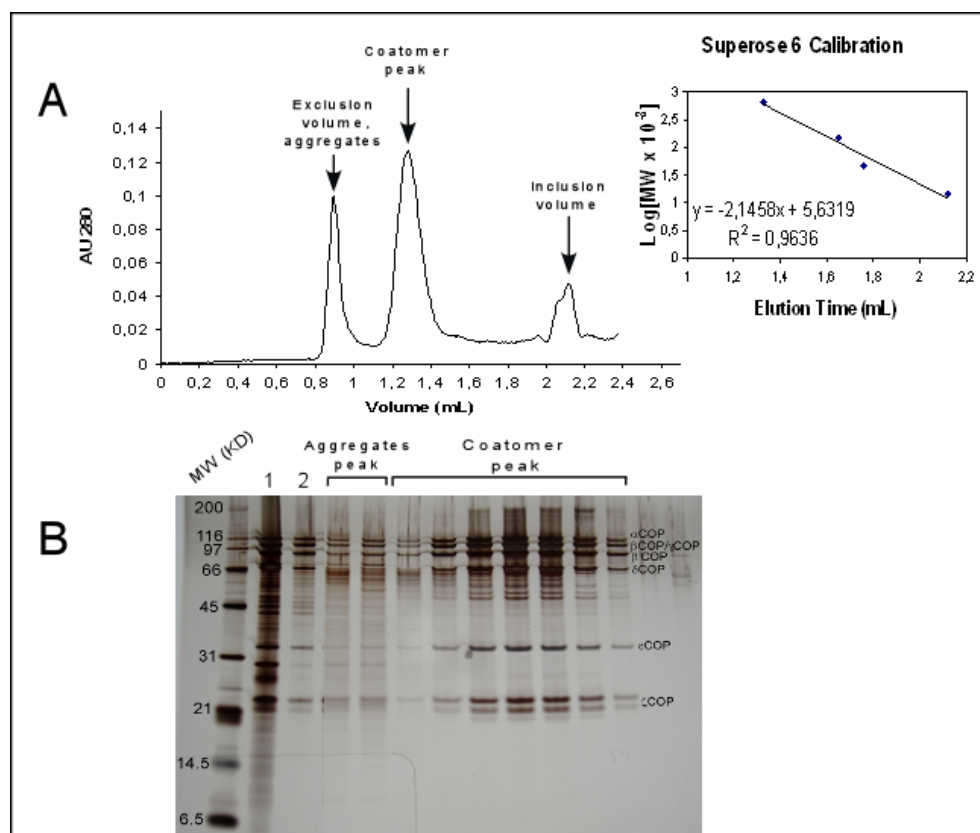 A
Coatomer
peak
Exclusion
volume,
aggregates
Inclusion
volume
AU280
0,14
0,12
0,1
0,08
0,06
0,04
0,02
0
0 0,2 0,4 0,6 0,8 1 1,2 1,4 1,6 1,8 2 2,2 2,4 2,6
Volume (mL)
Superose 6 Calibration
Log[MW x 10⁻³]
3
2,5
2
1,5
1
0,5
0
y = -2,1458x + 5,6319
R² = 0,9636
1 1,2 1,4 1,6 1,8 2 2,2
Elution Time (mL)
B
MW (KD)
1 2
Aggregates
peak
Coatomer
peak
200
116
97
66
45
31
21
14.5
6.5
αCOP
βCOP/γCOP
β'COP
δCOP
εCOP
ζCOP